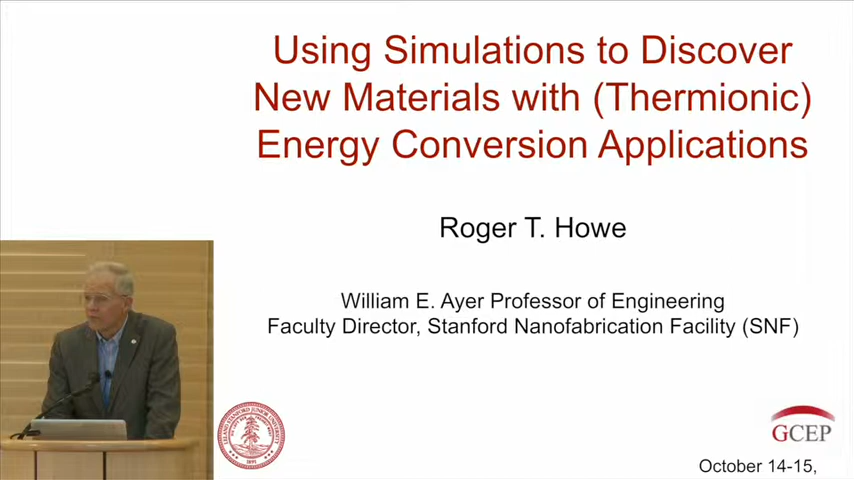 Using Simulations to Discover
New Materials with (Thermionic)
Energy Conversion Applications
Roger T. Howe
William E. Ayer Professor of Engineering
Faculty Director, Stanford Nanofabrication Facility (SNF)
GCEP
October 14-15,